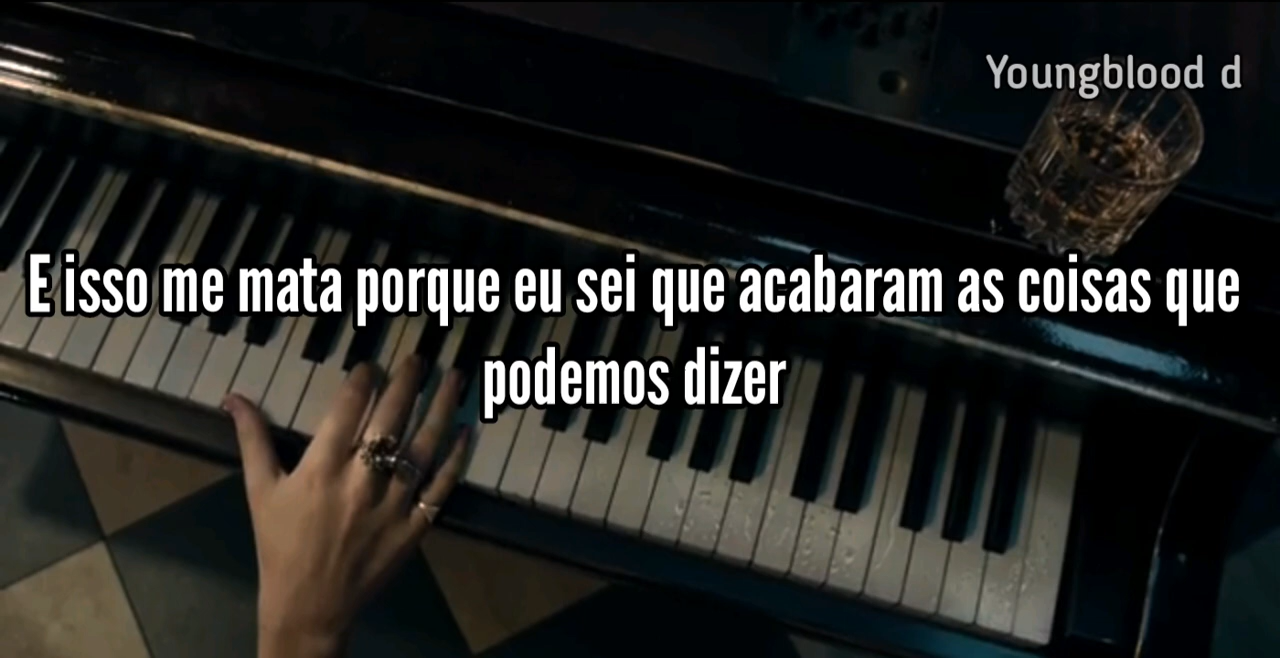 Youngblood d
E isso me mata porque eu sei que acabaram as coisas que
podemos dizer